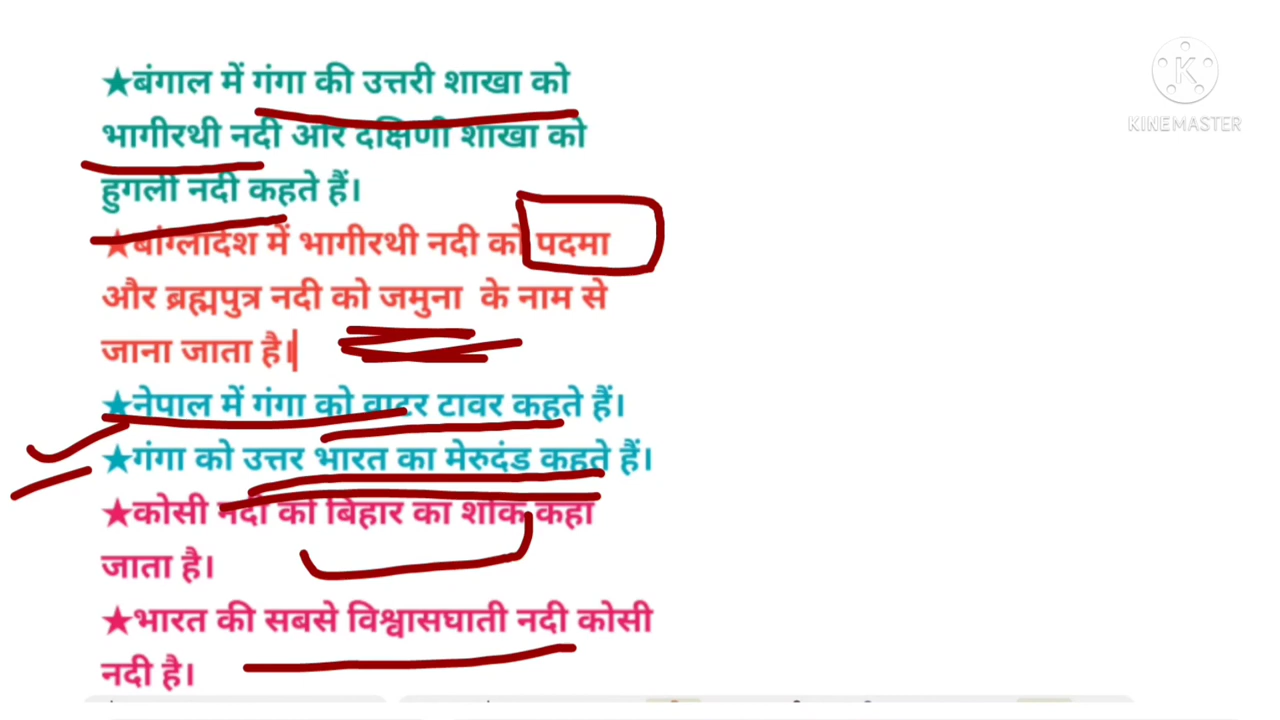 ★बंगाल में गंगा की उत्तरी शाखा को
भागीरथी नदी और दक्षिणी शाखा को
हुगली नदी कहते हैं।
★बांग्लादेश में भागीरथी नदी को पदमा
और ब्रह्मपुत्र नदी को जमुना के नाम से
जाना जाता है।
★नेपाल में गंगा को वाटर टावर कहते हैं।
★गंगा को उत्तर भारत का मेरुदंड कहते हैं।
★कोसी नदी को बिहार का शोक कहा
जाता है।
★भारत की सबसे विश्वासघाती नदी कोसी
नदी है।
K
KINEMASTER